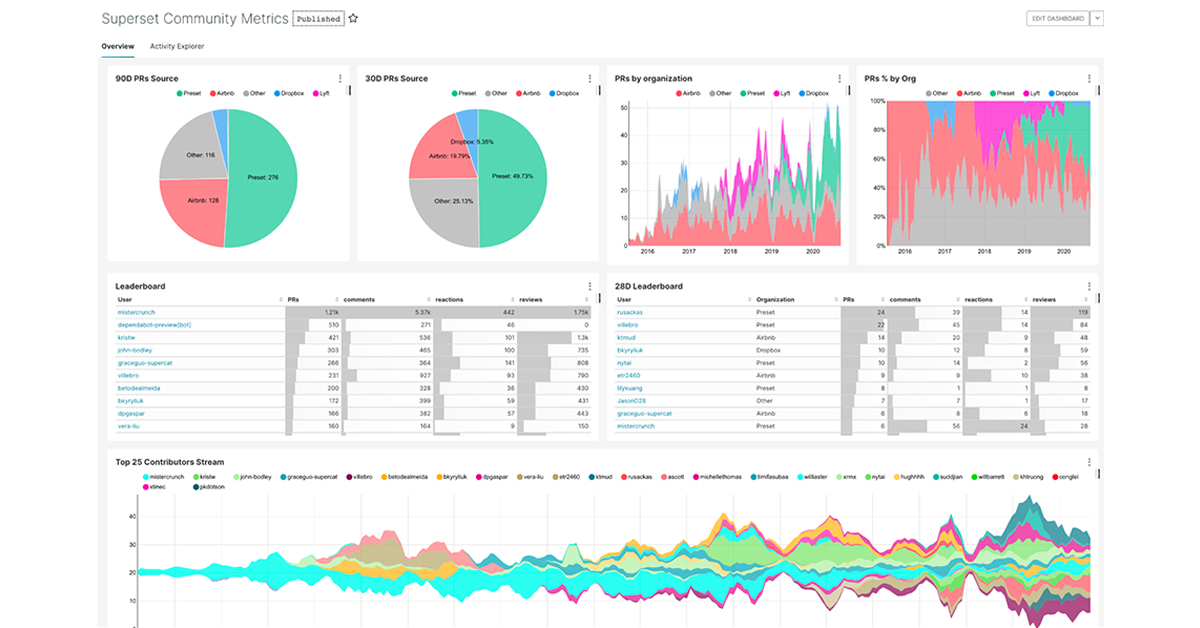 Superset Community Metrics Published EDIT DASHBOARD
Overview Activity Explorer
90D PRs Source
Preset Airbnb Other Dropbox Lyft
Other: 116
Preset: 276
Airbnb: 128
30D PRs Source
Preset Other Airbnb Dropbox
Dropbox: 5.35%
Airbnb: 19.79%
Preset: 49.73%
Other: 25.13%
PRs by organization
Airbnb Other Preset Lyft Dropbox
50
40
30
20
10
0
2016 2017 2018 2019 2020
PRs % by Org
Other Airbnb Preset Lyft Dropbox
100%
80%
60%
40%
20%
0%
2016 2017 2018 2019 2020
Leaderboard
User PRs comments reactions reviews
mistercrunch 1.21k 5.37k 442 1.75k
dependabot-preview[bot] 510 271 46 0
kristw 421 536 101 1.3k
john-bodley 303 465 100 735
graceguo-supercat 266 364 141 808
villebro 231 927 93 790
betodealmeida 200 328 36 430
bkyryliuk 172 399 59 431
dpgaspar 166 382 57 443
vera-liu 160 164 9 150
28D Leaderboard
User Organization PRs comments reactions reviews
rusackas Preset 24 39 14 119
villebro Preset 22 45 14 84
ktmud Airbnb 14 20 9 48
bkyryliuk Dropbox 10 12 8 59
nytai Preset 10 14 2 56
etr2460 Airbnb 9 9 10 38
lilykuang Preset 8 1 1 8
JasonD28 Other 7 7 1 17
graceguo-supercat Airbnb 6 8 6 18
mistercrunch Preset 6 56 24 28
Top 25 Contributors Stream
mistercrunch kristw john-bodley graceguo-supercat villebro betodealmeida bkyryliuk dpgaspar vera-liu etr2460 ktmud rusackas ascott michellethomas timifasubaa williaster xrmx nytai hughhhh suddjian willbarrett khtruong conglei
xtinec pkdotson
40
30
20
10